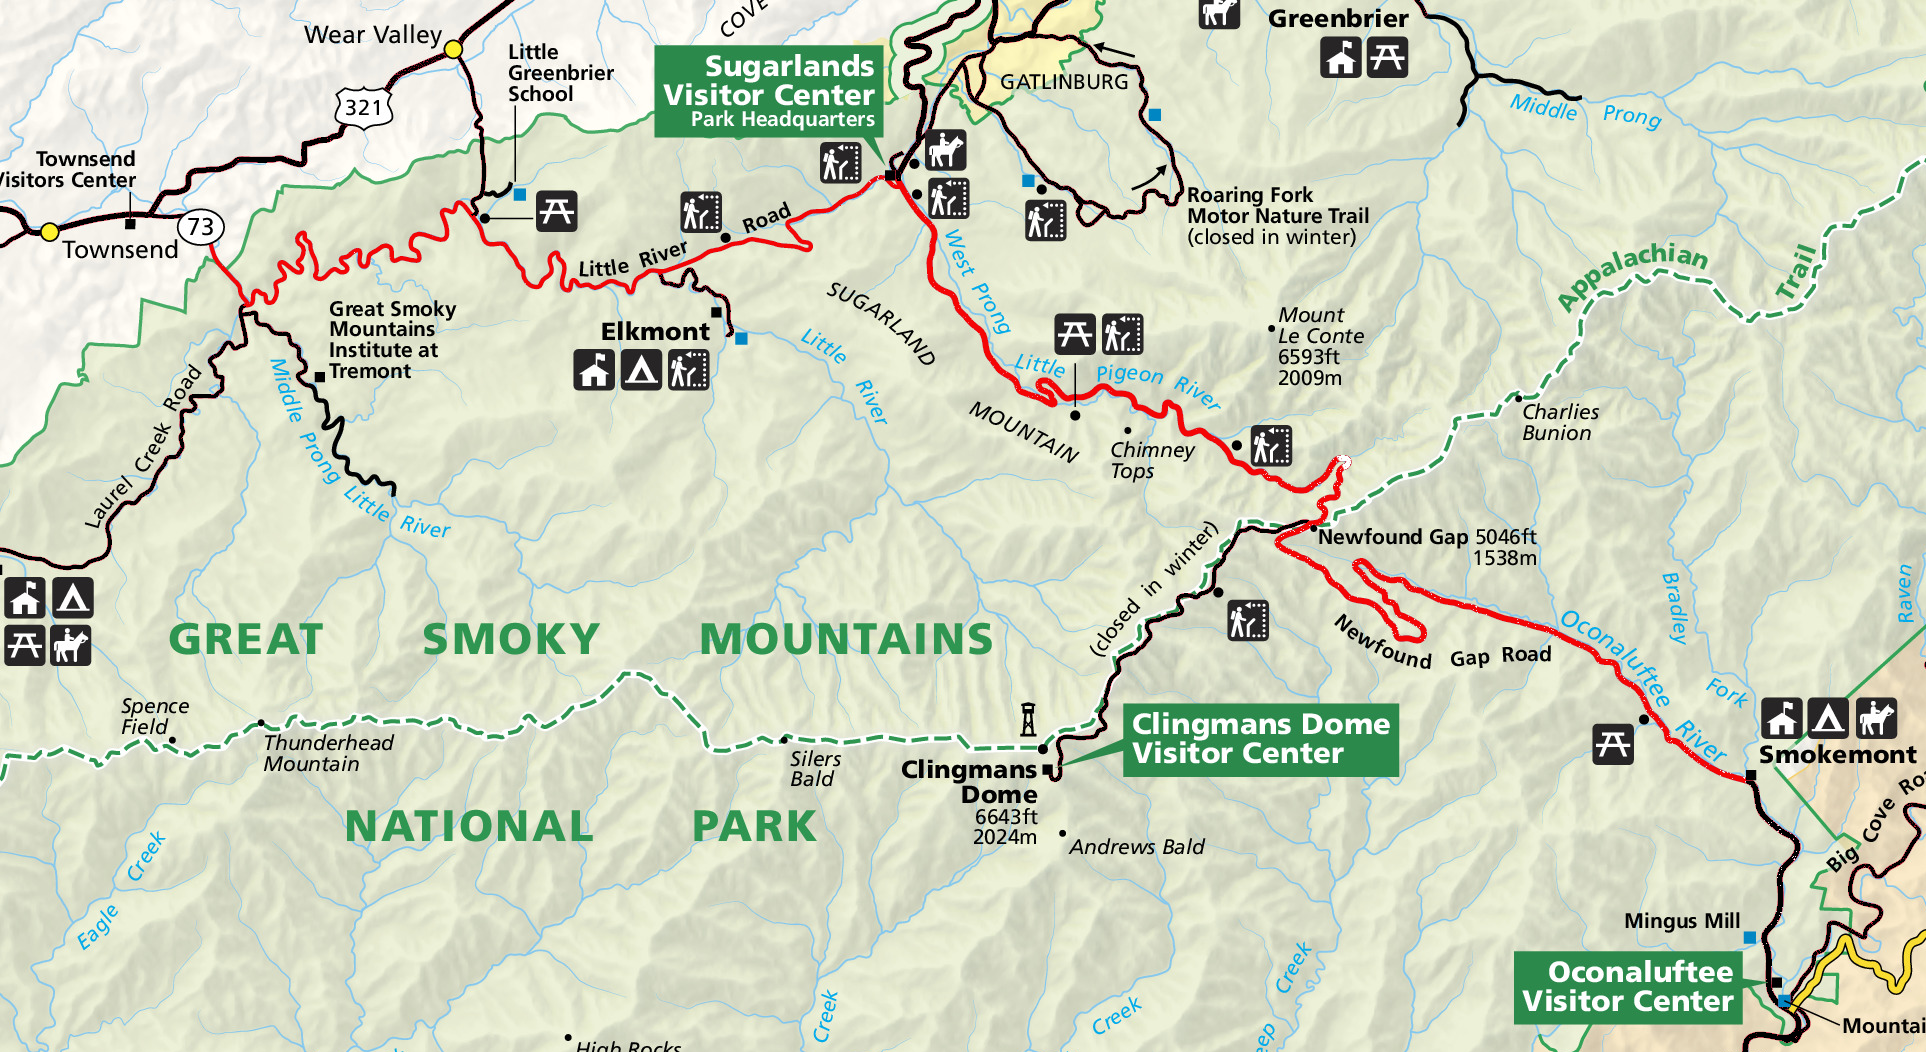 Wear Valley
COVE
Little
Greenbrier
School
Sugarlands
Visitor Center
Park Headquarters
Greenbrier
GATLINBURG
321
Middle Prong
Townsend
Visitors Center
73
Townsend
Little River Road
Roaring Fork
Motor Nature Trail
(closed in winter)
West Prong
Little Pigeon River
Appalachian Trail
SUGARLAND
MOUNTAIN
Great Smoky
Mountains
Institute at
Tremont
Elkmont
Little River
Mount
Le Conte
6593ft
2009m
Laurel Creek Road
Middle Prong Little River
Chimney
Tops
Charlies
Bunion
Newfound Gap 5046ft
1538m
(closed in winter)
Newfound Gap Road
Oconaluftee River
Bradley
Fork
Raven
GREAT SMOKY MOUNTAINS
NATIONAL PARK
Spence
Field
Thunderhead
Mountain
Silers
Bald
Clingmans Dome
Visitor Center
Clingmans
Dome
6643ft
2024m
Andrews Bald
Smokemont
Big Cove Ro
Eagle Creek
Mingus Mill
Oconaluftee
Visitor Center
Creek
Creek
Creek
eep
High Rocks
Mountai